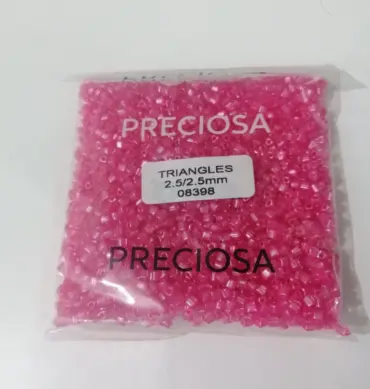 PRECIOSA
TRIANGLES
2.5/2.5mm
08398
PRECIOSA